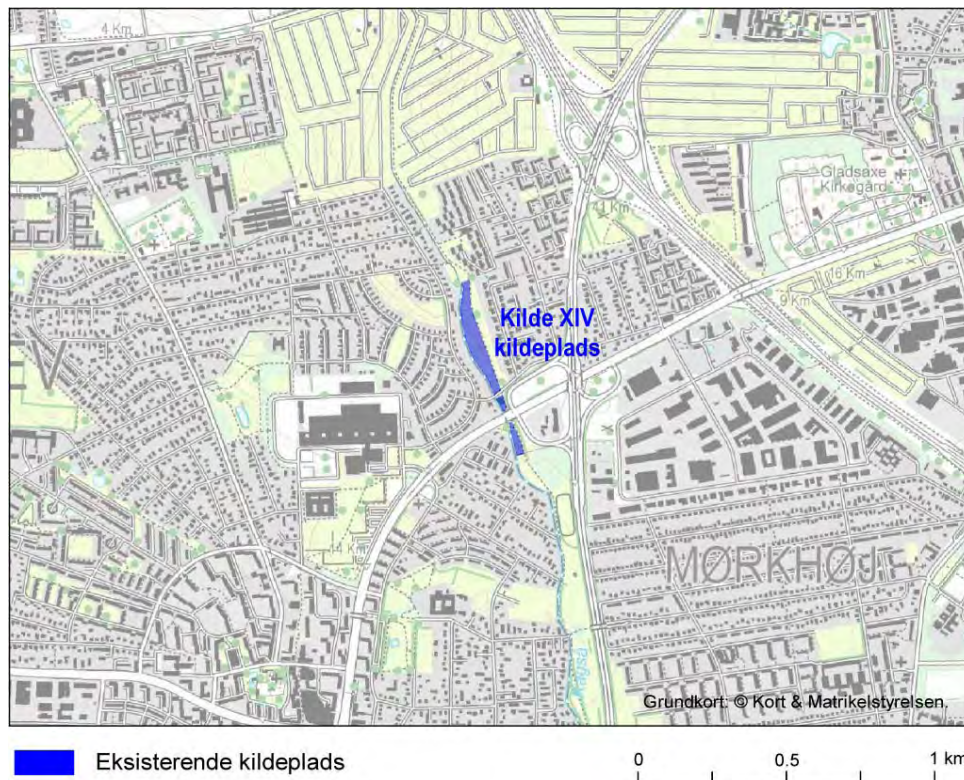 4 Km
Gladsaxe
Kirkegård
11 Km
16 Km
9 Km
Kilde XIV
kildeplads
14 Km
MØRKHØJ
Grundkort: © Kort & Matrikelstyrelsen.
Eksisterende kildeplads
0 0.5 1 km